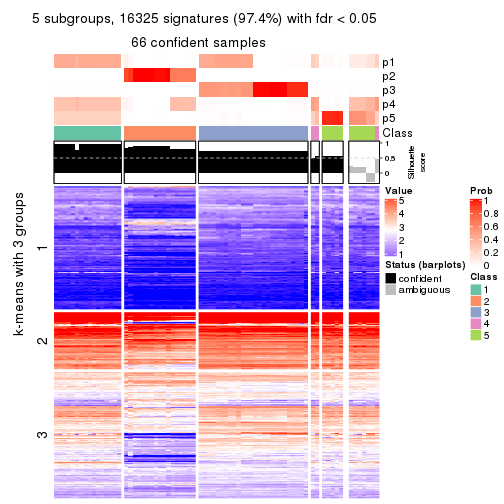 5 subgroups, 16325 signatures (97.4%) with fdr < 0.05
66 confident samples
p1
p2
p3
p4
p5
Class
1
0.5
0
Silhouette
score
k-means with 3 groups
1
2
3
Value
5
4
3
2
1
Status (barplots)
confident
ambiguous
Prob
1
0.8
0.6
0.4
0.2
0
Class
1
2
3
4
5